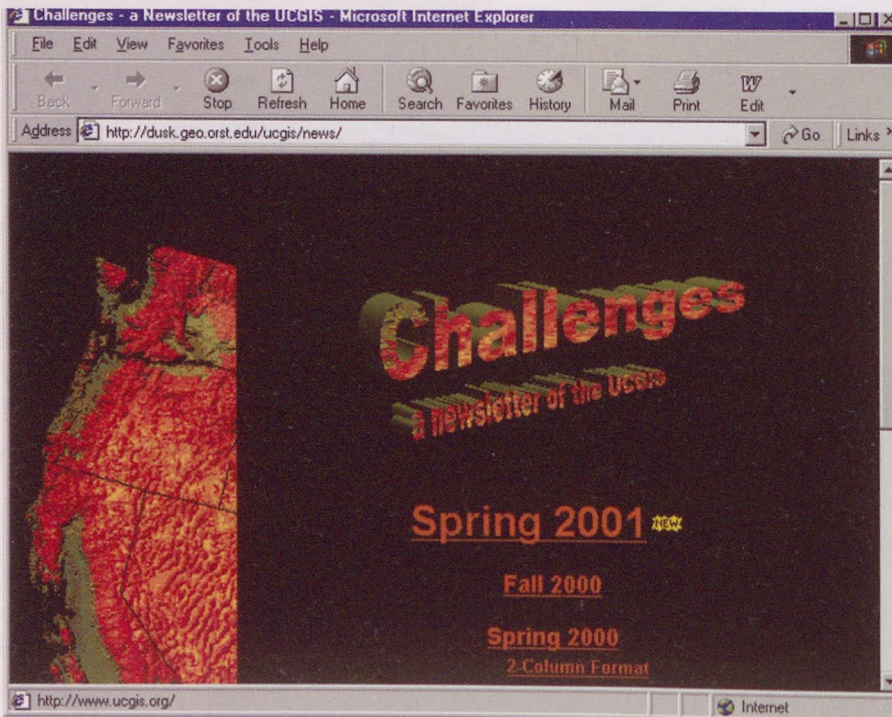 Challenges - a Newsletter of the UCGIS - Microsoft Internet Explorer
File Edit View Favorites Tools Help
Back Forward Stop Refresh Home Search Favorites History Mail Print Edit
Address http://dusk.geo.orst.edu/ucgis/news/ Go Links »
Challenges
a newsletter of the UCGIS
Spring 2001 NEW
Fall 2000
Spring 2000
2-Column Format
http://www.ucgis.org/ Internet